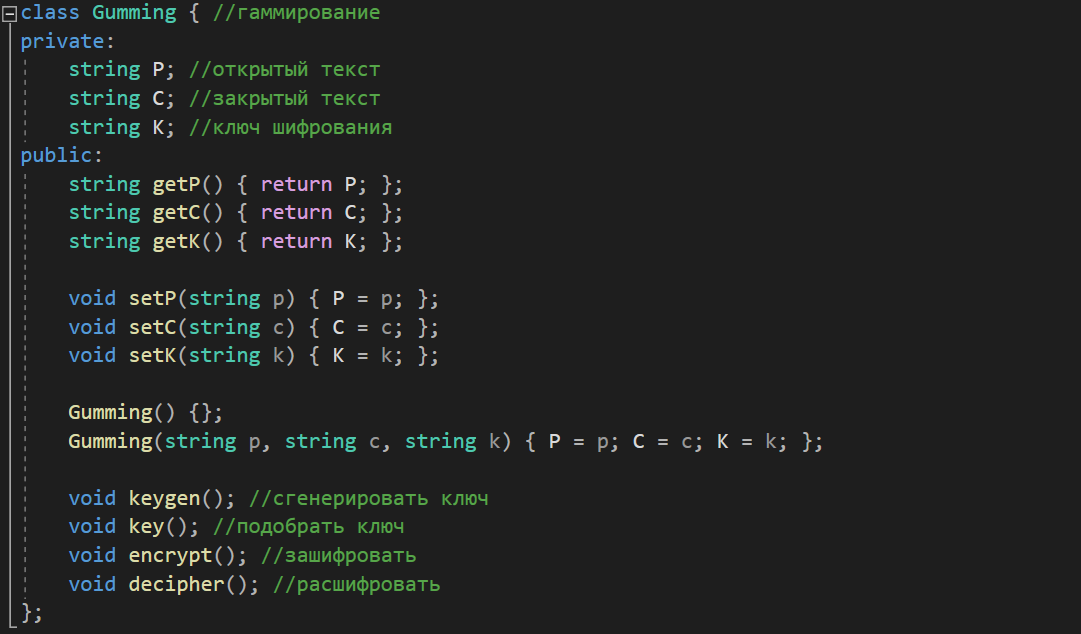 class Gumming { //гаммирование
private:
    string P; //открытый текст
    string C; //закрытый текст
    string K; //ключ шифрования
public:
    string getP() { return P; };
    string getC() { return C; };
    string getK() { return K; };

    void setP(string p) { P = p; };
    void setC(string c) { C = c; };
    void setK(string k) { K = k; };

    Gumming() {};
    Gumming(string p, string c, string k) { P = p; C = c; K = k; };

    void keygen(); //сгенерировать ключ
    void key(); //подобрать ключ
    void encrypt(); //зашифровать
    void decipher(); //расшифровать
};